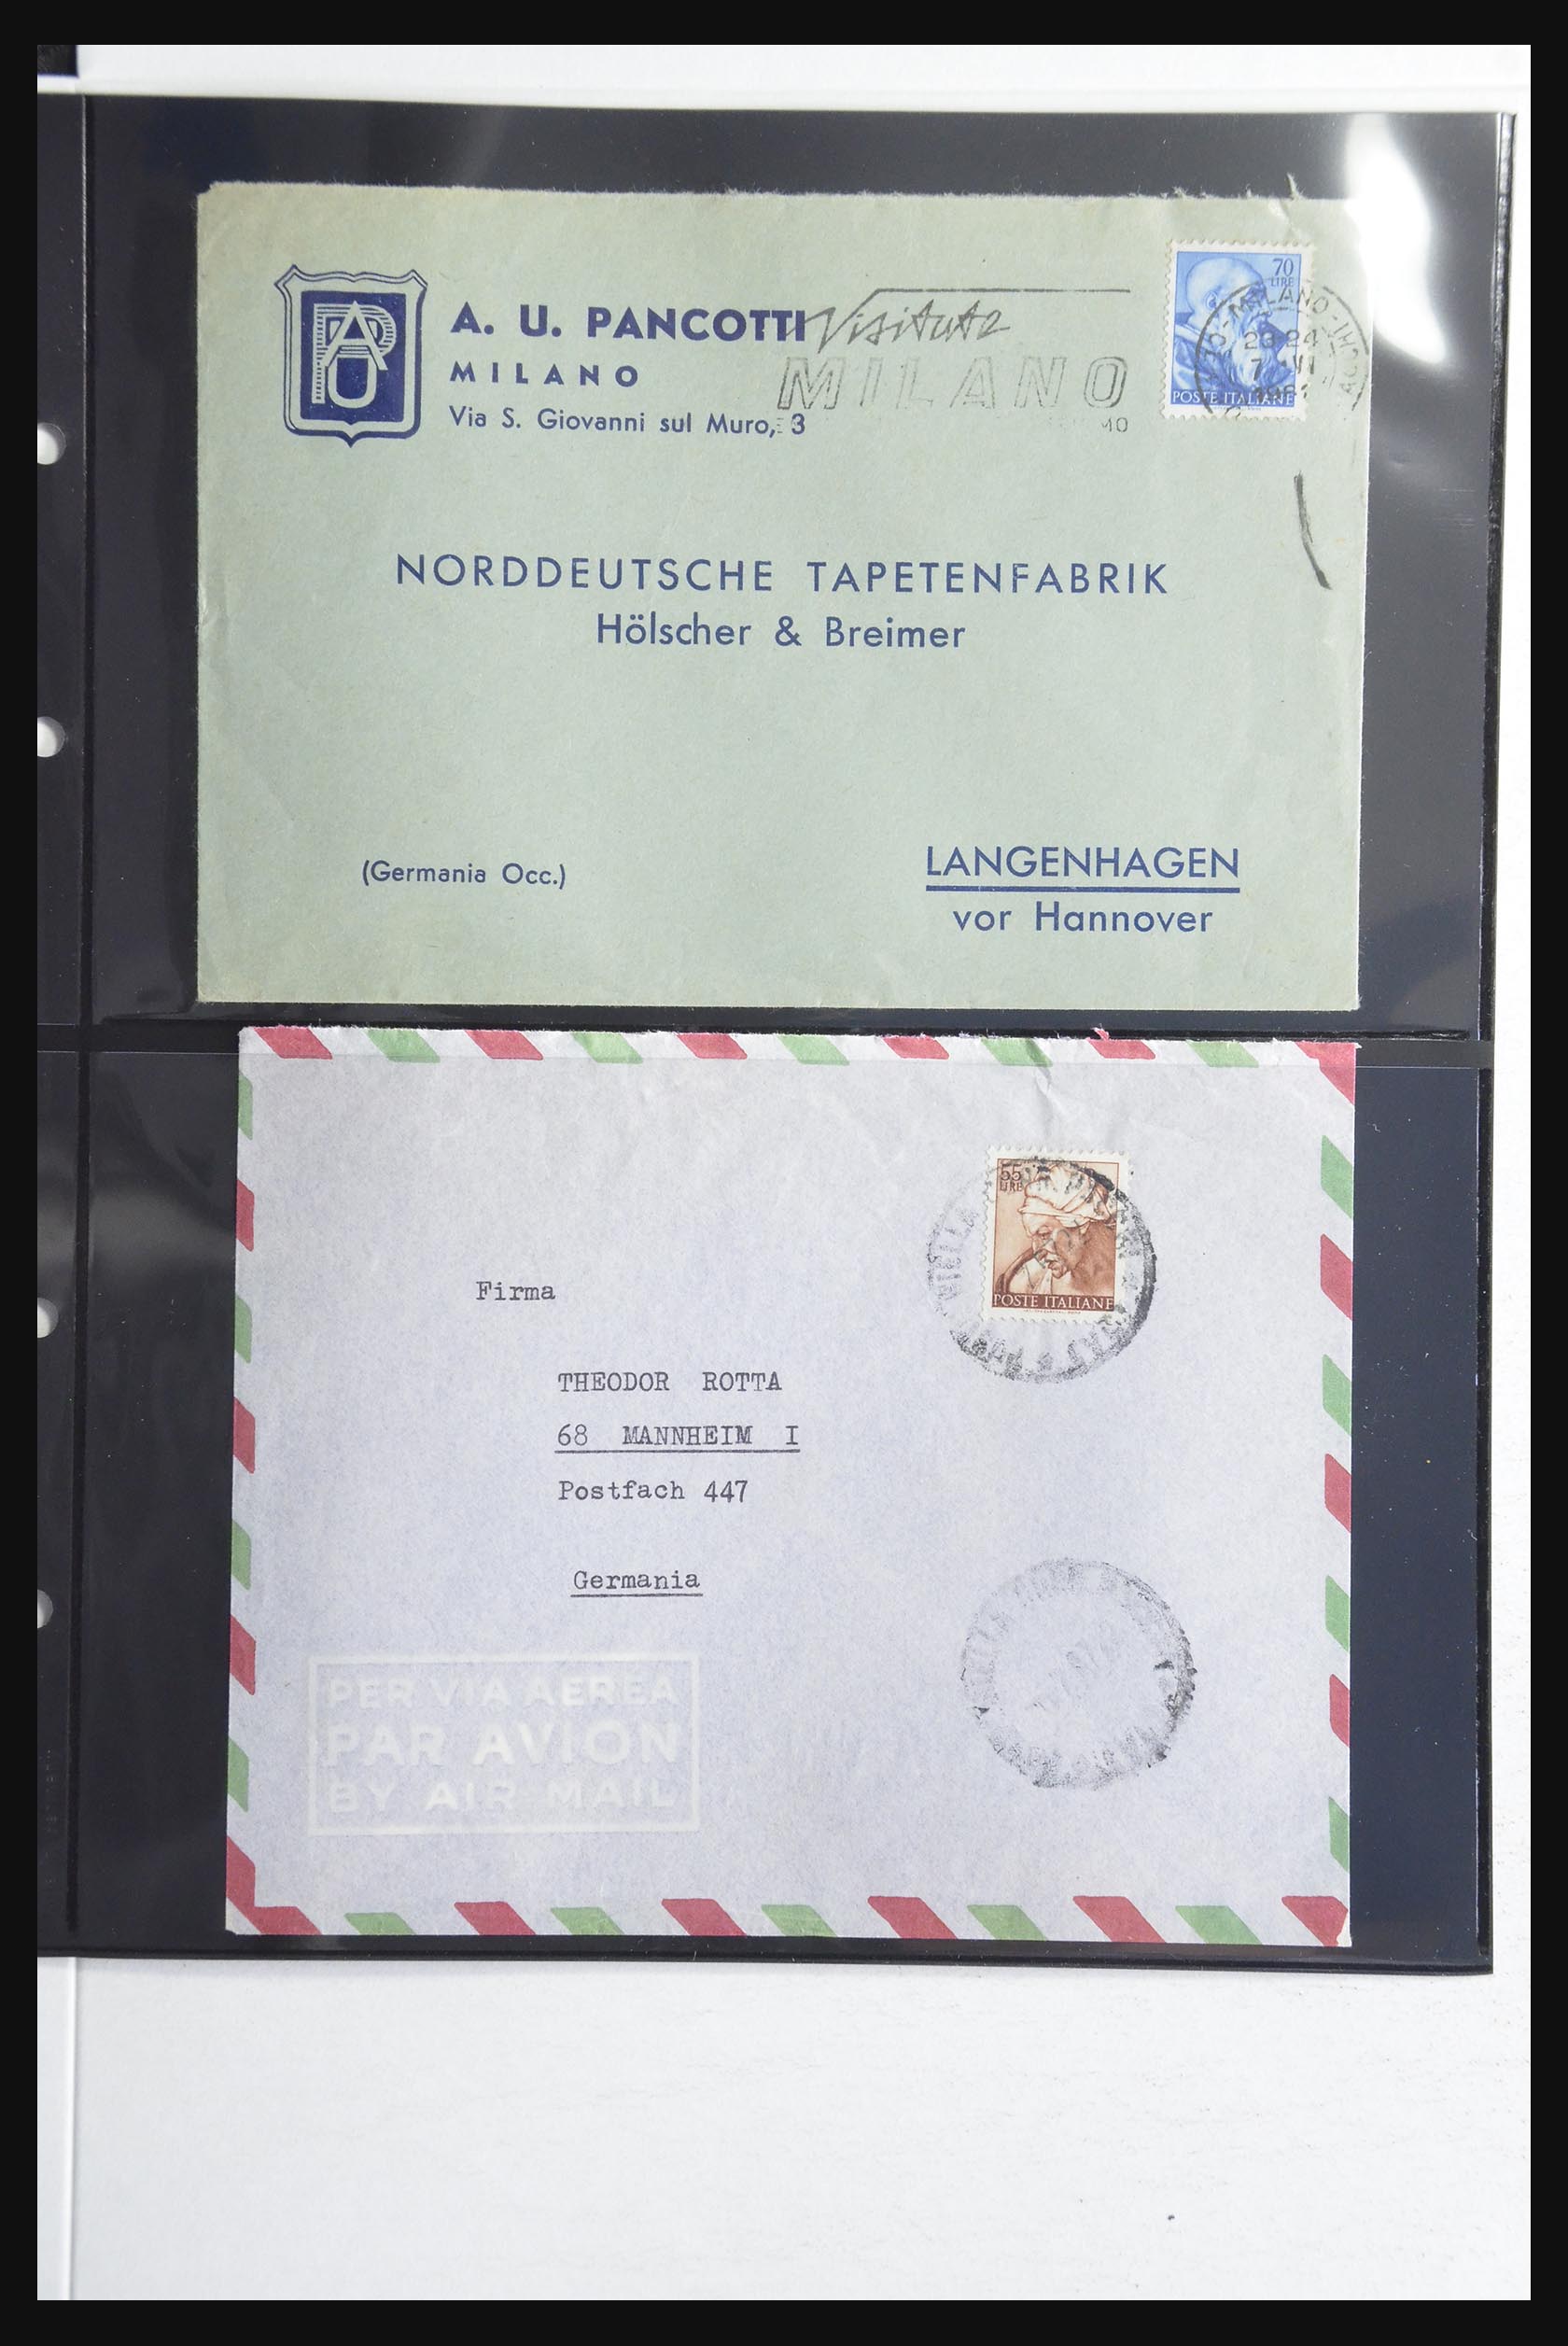 A. U. PANCOTTI
MILANO
Via S. Giovanni sul Muro, 3
Visitate
MILANO
70
LIRE
POSTE ITALIANE
NORDDEUTSCHE TAPETENFABRIK
Hölscher & Breimer
(Germania Occ.)
LANGENHAGEN
vor Hannover
55
LIRE
POSTE ITALIANE
Firma
THEODOR ROTTA
68 MANNHEIM I
Postfach 447
Germania
PER VIA AEREA
PAR AVION
BY AIR MAIL